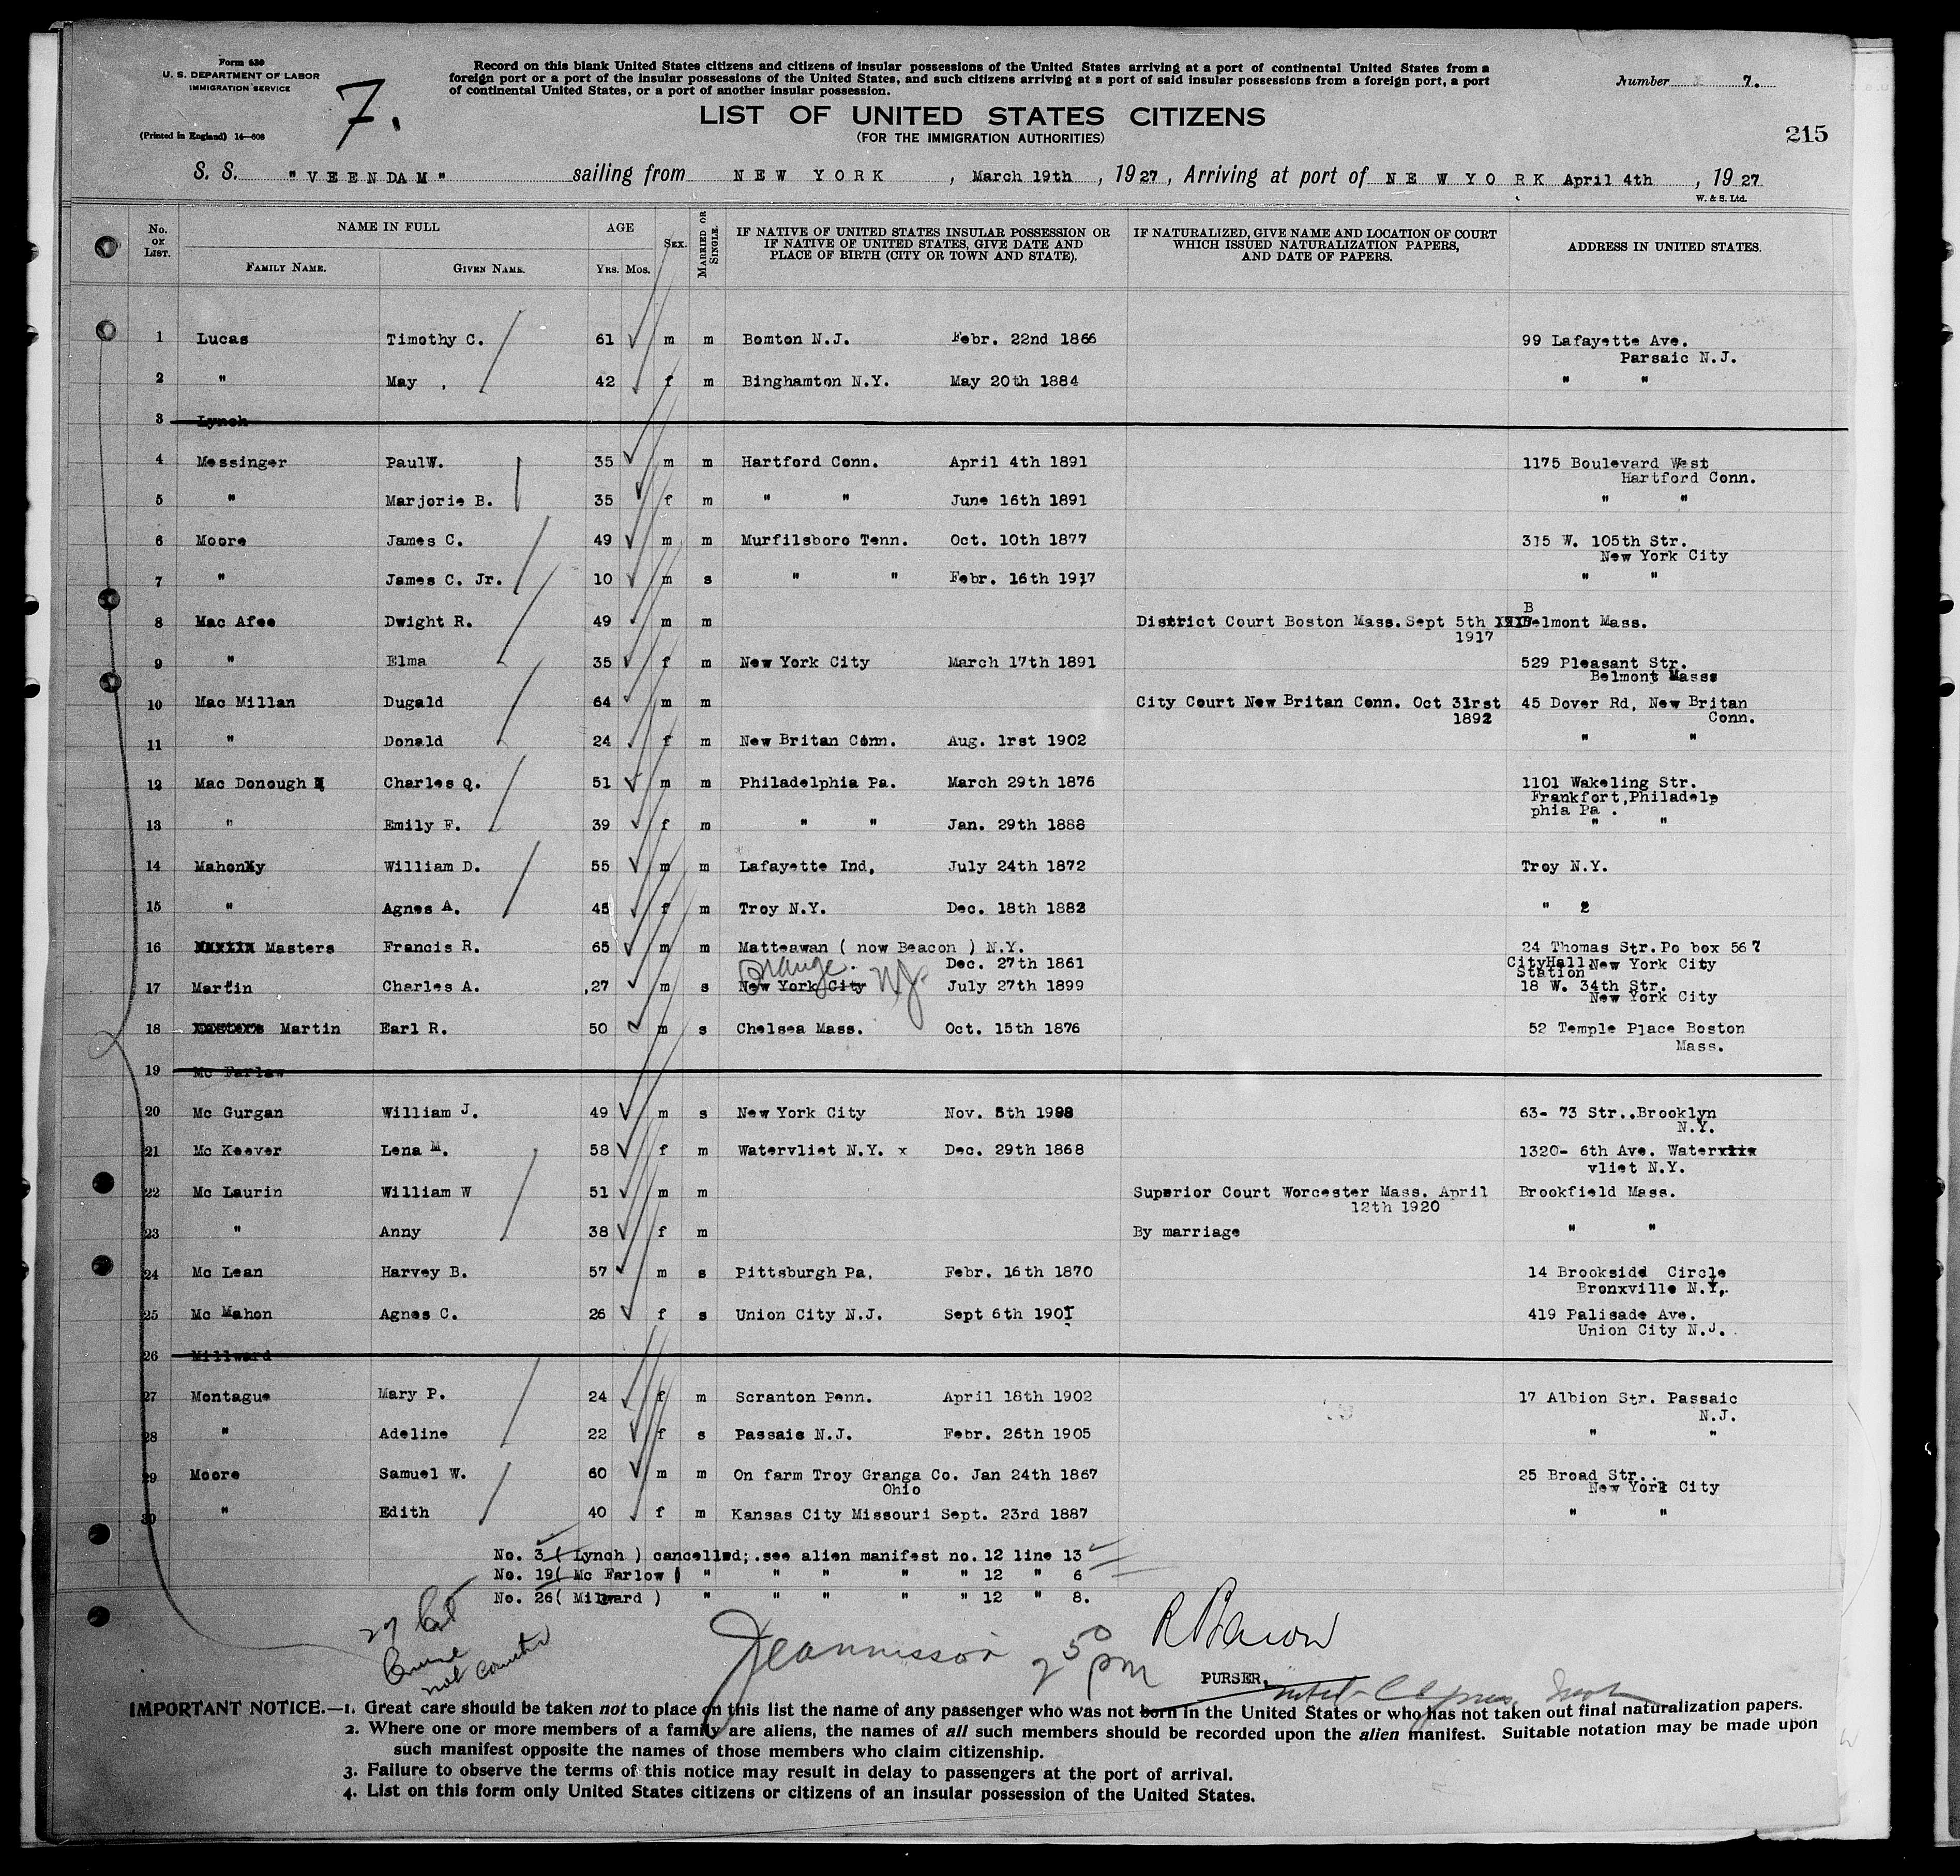 Form 630
U. S. DEPARTMENT OF LABOR
IMMIGRATION SERVICE
(Printed in England) 14—608
7.
Record on this blank United States citizens and citizens of insular possessions of the United States arriving at a port of continental United States from a
foreign port or a port of the insular possessions of the United States, and such citizens arriving at a port of said insular possessions from a foreign port, a port
of continental United States, or a port of another insular possession.
Number 7.
LIST OF UNITED STATES CITIZENS
(FOR THE IMMIGRATION AUTHORITIES)
215
S. S. "VEENDAM" sailing from NEW YORK, March 19th, 1927, Arriving at port of NEW YORK April 4th, 1927
W. & S. Ltd.
No. ON LIST. NAME IN FULL FAMILY NAME. GIVEN NAME. AGE YRS. MOS. SEX. MARRIED OR SINGLE. IF NATIVE OF UNITED STATES INSULAR POSSESSION OR IF NATIVE OF UNITED STATES, GIVE DATE AND PLACE OF BIRTH (CITY OR TOWN AND STATE). IF NATURALIZED, GIVE NAME AND LOCATION OF COURT WHICH ISSUED NATURALIZATION PAPERS, AND DATE OF PAPERS. ADDRESS IN UNITED STATES.
1 Lucas Timothy C. 61 m m Bomton N.J. Febr. 22nd 1866 99 Lafayette Ave.
Parsaic N.J.
2 " May , 42 f m Binghamton N.Y. May 20th 1884 " "
3 Lynch
4 Messinger PaulW. 35 m m Hartford Conn. April 4th 1891 1175 Boulevard West
Hartford Conn.
5 " Marjorie B. 35 f m " " June 16th 1891 " "
6 Moore James C. 49 m m Murfilsboro Tenn. Oct. 10th 1877 315 W. 105th Str.
New York City
7 " James C. Jr. 10 m s " " Febr. 16th 1917 " "
8 Mac Afee Dwight R. 49 m m District Court Boston Mass. Sept 5th Belmont Mass.
1917
9 " Elma 35 f m New York City March 17th 1891 529 Pleasant Str.
Belmont Masss
10 Mac Millan Dugald 64 m m City Court New Britan Conn. Oct 31rst 45 Dover Rd, New Britan
1892 Conn.
11 " Donald 24 f m New Britan Conn. Aug. 1rst 1902 " "
12 Mac Donough Charles Q. 51 m m Philadelphia Pa. March 29th 1876 1101 Wakeling Str.
Frankfort,Philadelp
phia Pa .
13 " Emily F. 39 f m " " Jan. 29th 1888 " "
14 Mahonxy William D. 55 m m Lafayette Ind, July 24th 1872 Troy N.Y.
15 " Agnes A. 45 f m Troy N.Y. Dec. 18th 1882 " 2
16 Masters Francis R. 65 m m Matteawan ( now Beacon ) N.Y. 24 Thomas Str.Po box 567
Dec. 27th 1861 CityHall New York City
Station
Orange. NJ.
17 Martin Charles A. ,27 m s New York City July 27th 1899 18 W. 34th Str.
New York City
18 Martin Earl R. 50 m s Chelsea Mass. Oct. 15th 1876 52 Temple Place Boston
Mass.
19 Mc Farlaw
20 Mc Gurgan William J. 49 m s New York City Nov. 5th 1998 63- 73 Str..Brooklyn
N.Y.
21 Mc Keever Lena M. 58 f m Watervliet N.Y. x Dec. 29th 1868 1320- 6th Ave. Waterxlix
vliet N.Y.
22 Mc Laurin William W 51 m m Superior Court Worcester Mass. April Brookfield Mass.
12th 1920
23 " Anny 38 f m By marriage " "
24 Mc Lean Harvey B. 57 m s Pittsburgh Pa, Febr. 16th 1870 14 Brookside Circle
Bronxville N.Y.
25 Mc Mahon Agnes C. 26 f s Union City N.J. Sept 6th 1901 419 Palisade Ave.
Union City N.J.
26 Millward
27 Montague Mary P. 24 f m Scranton Penn. April 18th 1902 17 Albion Str. Passaic
N.J.
28 " Adeline 22 f s Passais N.J. Febr. 26th 1905 " "
29 Moore Samuel W. 60 m m On farm Troy Granga Co. Jan 24th 1867 25 Broad Str..
Ohio New York City
30 " Edith 40 f m Kansas City Missouri Sept. 23rd 1887 " "
No. 3 ( Lynch ) cancelled; .see alien manifest no. 12 line 13
No. 19( Mc Farlow ) " " " " " 12 " 6
No. 26( Milward ) " " " " " 12 " 8.
27 Cit
not counted
Jeannisson
2 50 pm
PURSER.
IMPORTANT NOTICE.—1. Great care should be taken not to place on this list the name of any passenger who was not born in the United States or who has not taken out final naturalization papers.
2. Where one or more members of a family are aliens, the names of all such members should be recorded upon the alien manifest. Suitable notation may be made upon
such manifest opposite the names of those members who claim citizenship.
3. Failure to observe the terms of this notice may result in delay to passengers at the port of arrival.
4. List on this form only United States citizens or citizens of an insular possession of the United States.